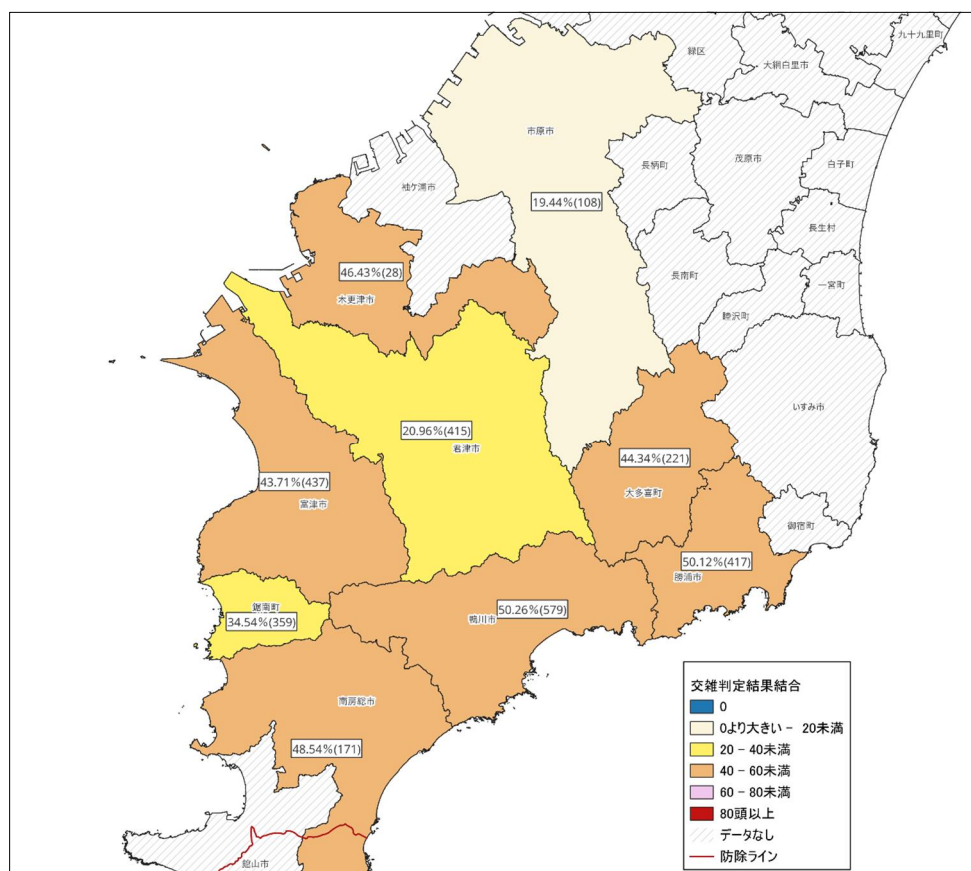 九十九里町
緑区
大網白里市
市原市
長柄町
茂原市
白子町
袖ケ浦市
19.44%(108)
長生村
46.43%(28)
木更津市
長南町
一宮町
睦沢町
いすみ市
20.96%(415)
君津市
44.34%(221)
大多喜町
43.71%(437)
富津市
御宿町
50.12%(417)
勝浦市
鋸南町
34.54%(359)
50.26%(579)
鴨川市
南房総市
48.54%(171)
館山市
交雑判定結果結合
0
0より大きい – 20未満
20 – 40未満
40 – 60未満
60 – 80未満
80頭以上
データなし
防除ライン